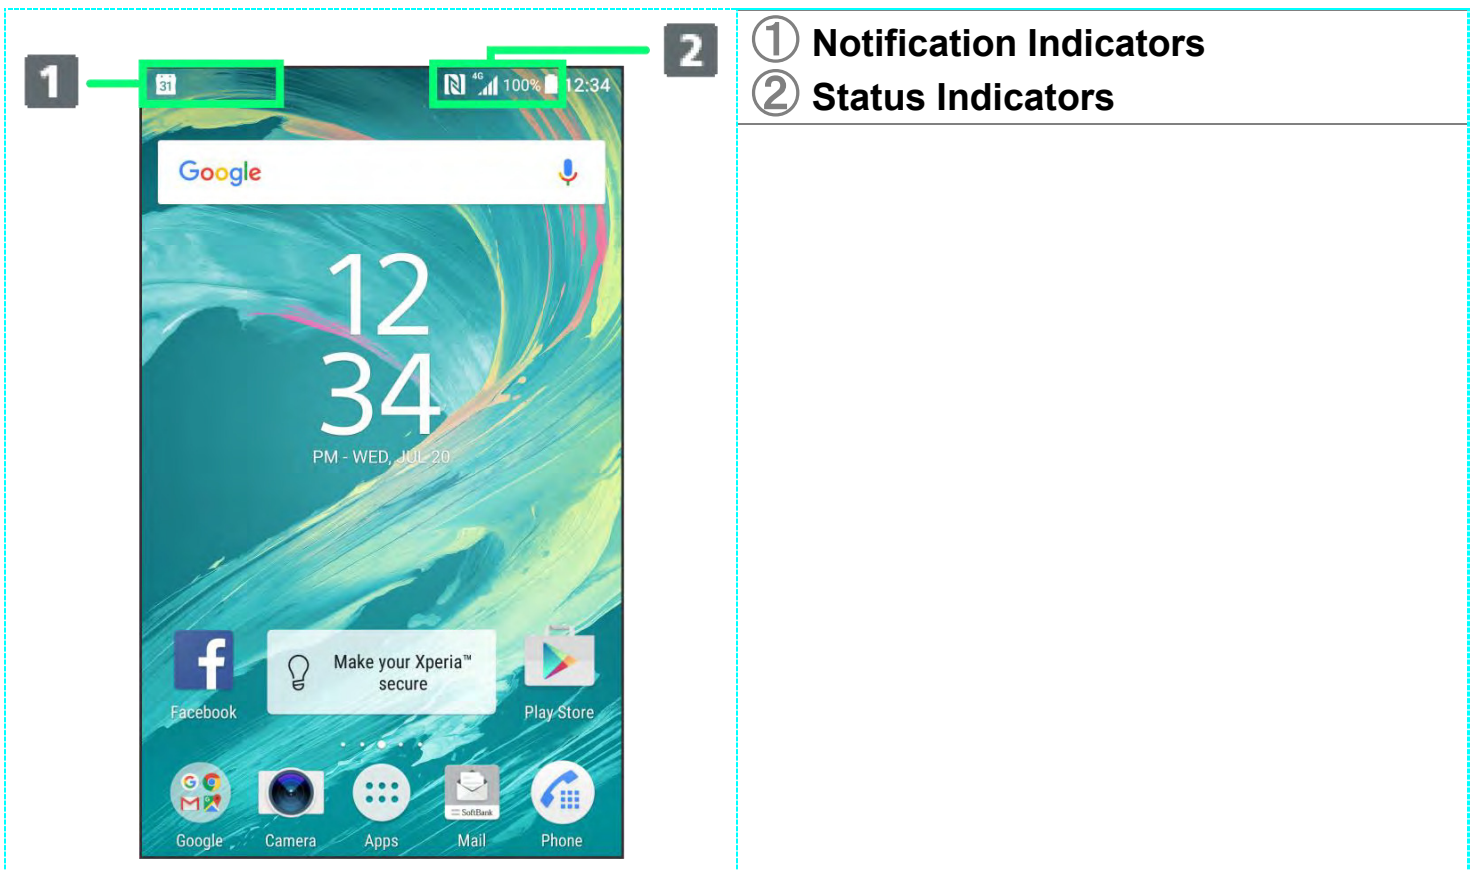 1
2
31
4G
100%
12:34
Google
12
34
PM - WED, JUL 20
Make your Xperia™
secure
Facebook
Play Store
G
M
SoftBank
Google
Camera
Apps
Mail
Phone
① Notification Indicators
② Status Indicators